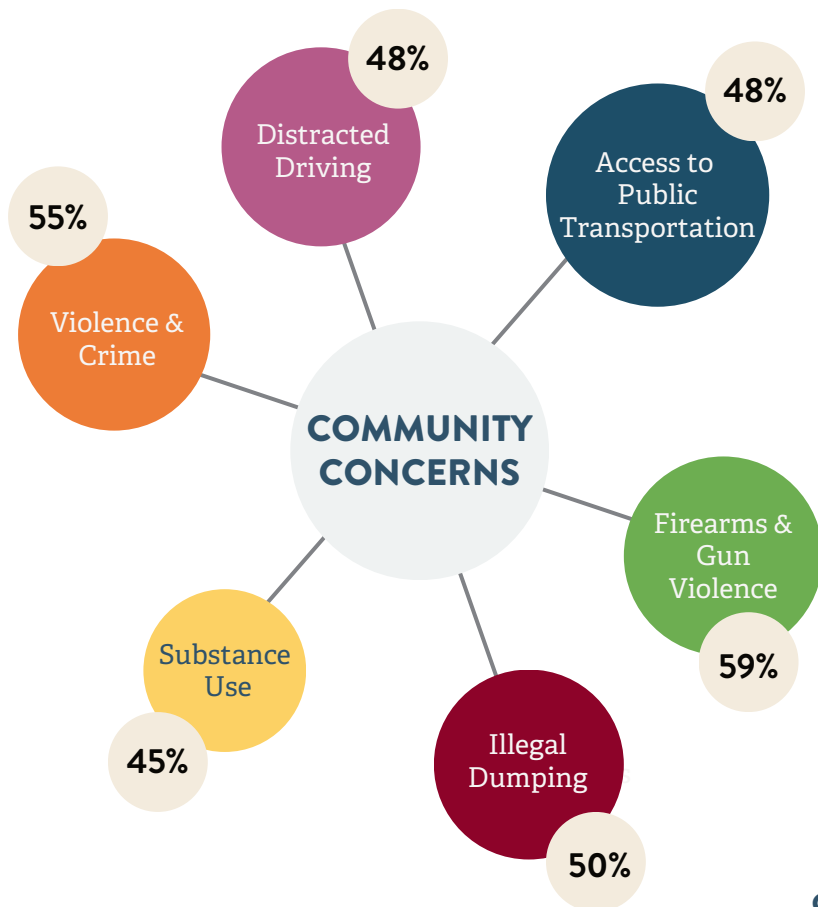 48%
Distracted
Driving
48%
Access to
Public
Transportation
55%
Violence &
Crime
COMMUNITY
CONCERNS
Firearms &
Gun
Violence
59%
Substance
Use
45%
Illegal
Dumping
50%